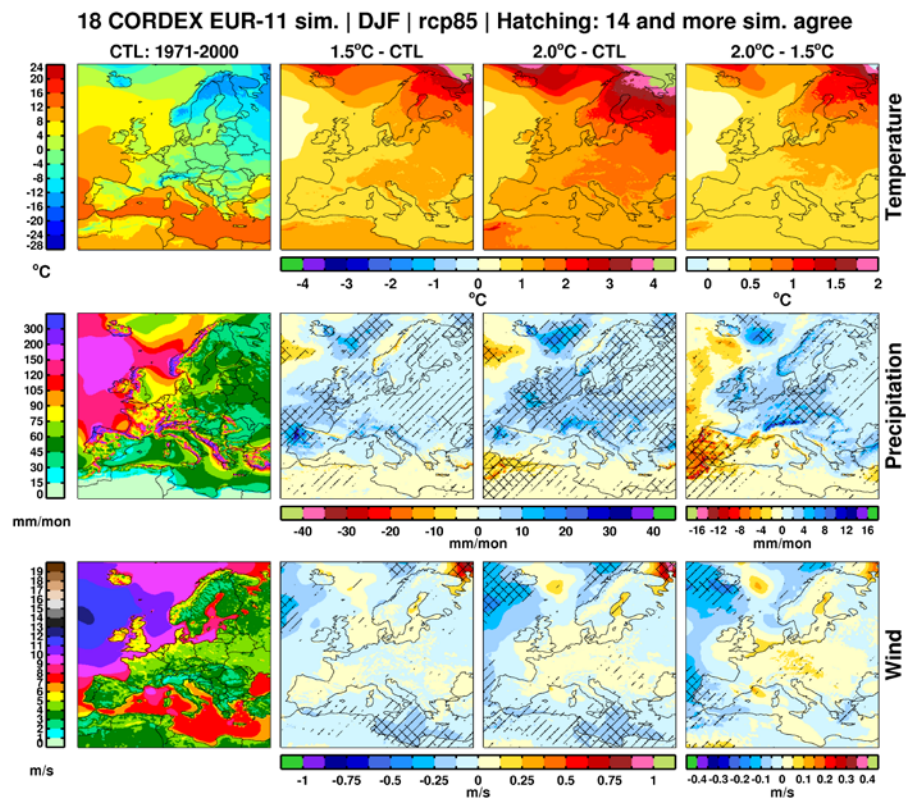 18 CORDEX EUR-11 sim. | DJF | rcp85 | Hatching: 14 and more sim. agree
CTL: 1971-2000 1.5°C - CTL 2.0°C - CTL 2.0°C - 1.5°C
24
20
16
12
8
4
0
-4
-8
-12
-16
-20
-24
-28
°C
Temperature
-4 -3 -2 -1 0 1 2 3 4
°C
0 0.5 1 1.5 2
°C
300
200
150
120
105
90
75
60
45
30
15
0
mm/mon
Precipitation
-40 -30 -20 -10 0 10 20 30 40
mm/mon
-16 -12 -8 -4 0 4 8 12 16
mm/mon
19
18
17
16
15
14
13
12
11
10
9
8
7
6
5
4
3
2
1
0
m/s
Wind
-1 -0.75 -0.5 -0.25 0 0.25 0.5 0.75 1
m/s
-0.4 -0.3 -0.2 -0.1 0 0.1 0.2 0.3 0.4
m/s